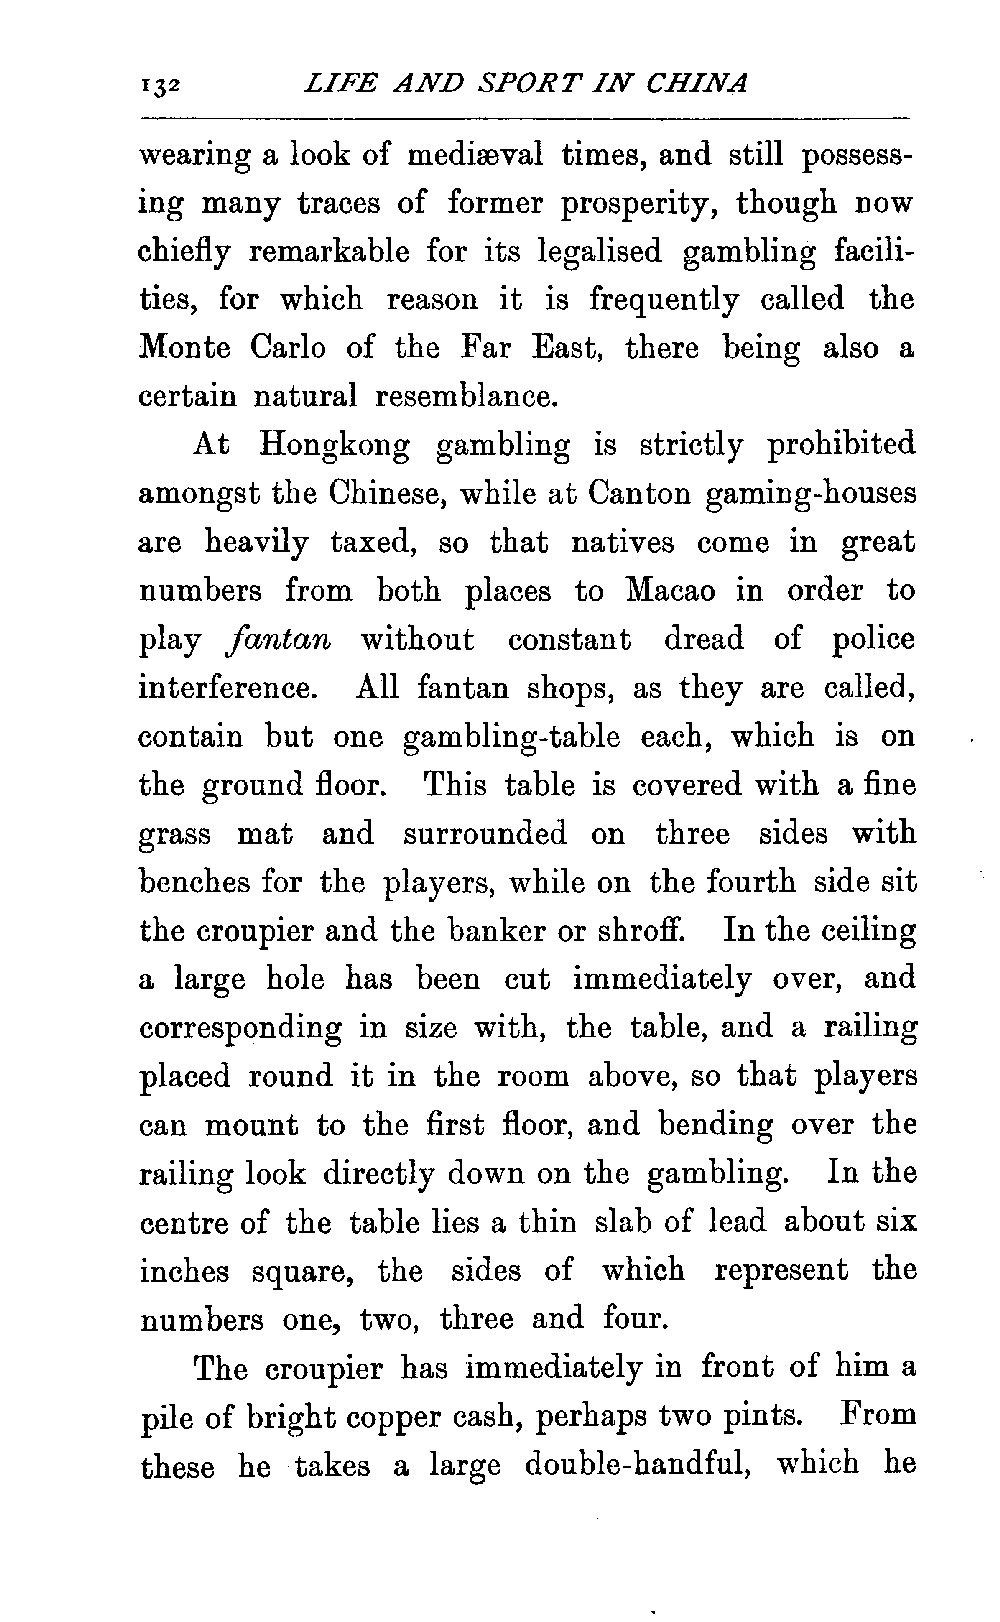 132 LIFE AND SPORT IN CHINA
wearing a look of mediæval times, and still possess-
ing many traces of former prosperity, though now
chiefly remarkable for its legalised gambling facili-
ties, for which reason it is frequently called the
Monte Carlo of the Far East, there being also a
certain natural resemblance.
At Hongkong gambling is strictly prohibited
amongst the Chinese, while at Canton gaming-houses
are heavily taxed, so that natives come in great
numbers from both places to Macao in order to
play fantan without constant dread of police
interference. All fantan shops, as they are called,
contain but one gambling-table each, which is on
the ground floor. This table is covered with a fine
grass mat and surrounded on three sides with
benches for the players, while on the fourth side sit
the croupier and the banker or shroff. In the ceiling
a large hole has been cut immediately over, and
corresponding in size with, the table, and a railing
placed round it in the room above, so that players
can mount to the first floor, and bending over the
railing look directly down on the gambling. In the
centre of the table lies a thin slab of lead about six
inches square, the sides of which represent the
numbers one, two, three and four.
The croupier has immediately in front of him a
pile of bright copper cash, perhaps two pints. From
these he takes a large double-handful, which he